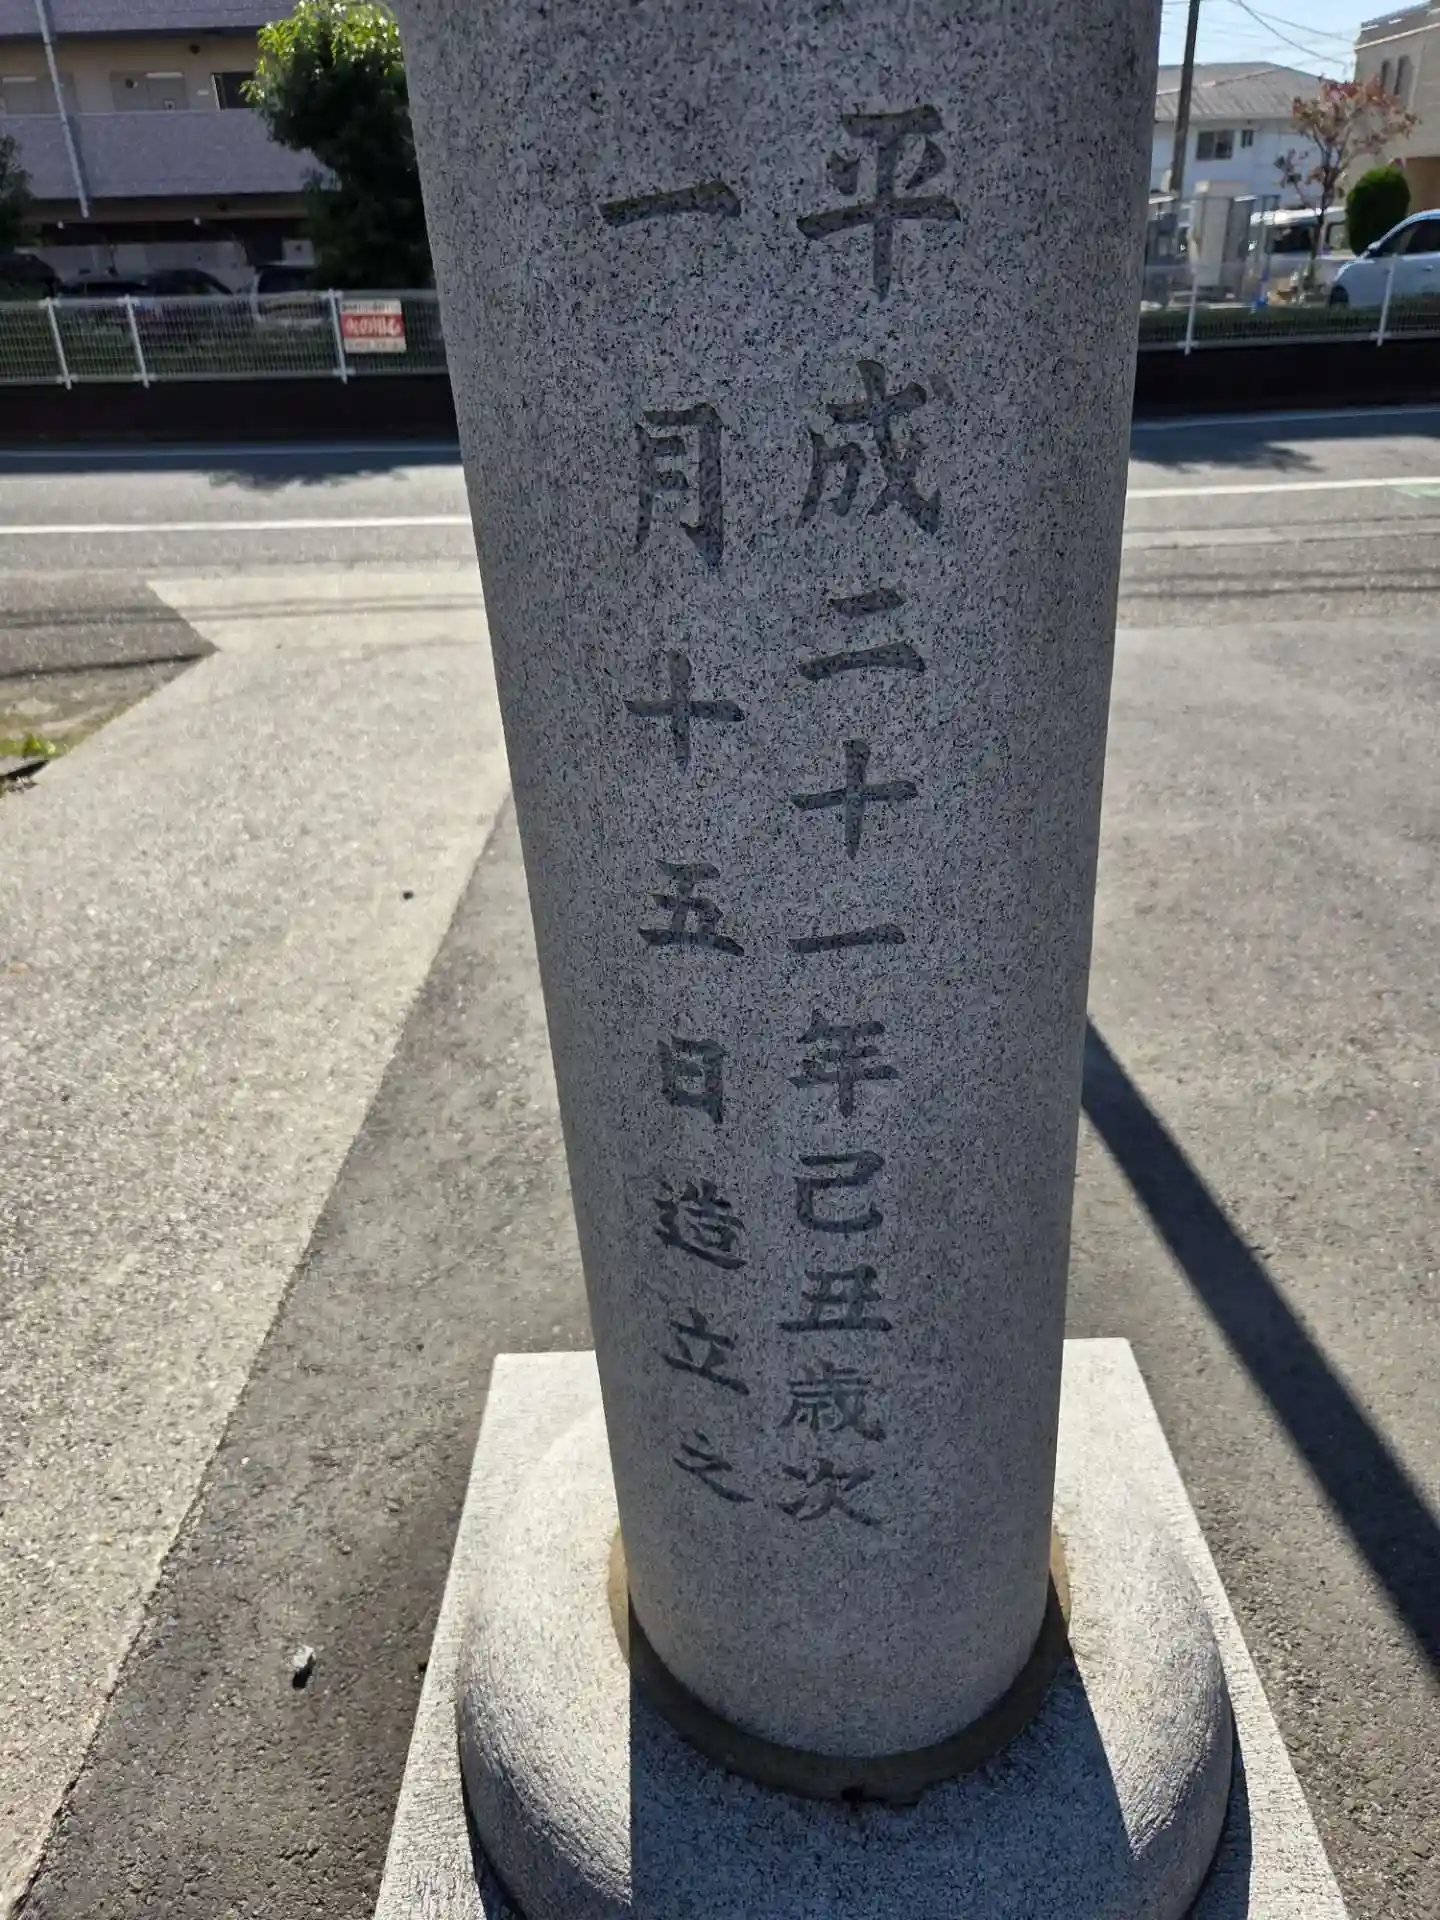 平成二十一年己丑歳次
一月十五日造立之